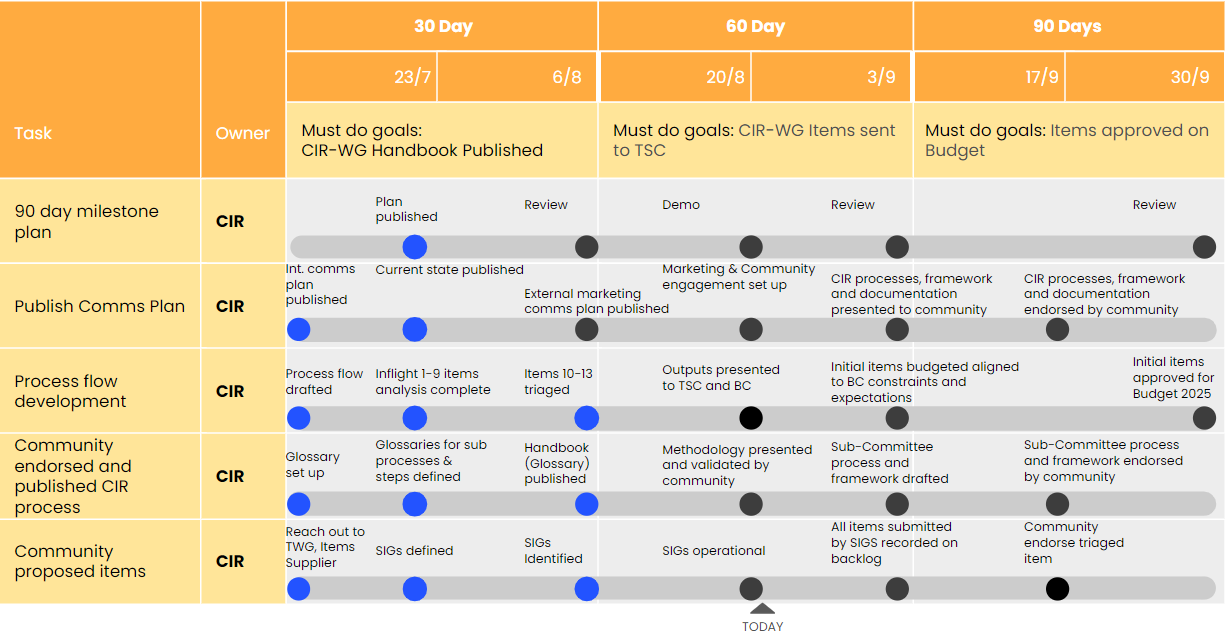 30 Day
60 Day
90 Days
23/7
6/8
20/8
3/9
17/9
30/9
Task
Owner
Must do goals:
CIR-WG Handbook Published
Must do goals: CIR-WG Items sent
to TSC
Must do goals: Items approved on
Budget
90 day milestone
plan
CIR
Plan
published
Review
Demo
Review
Review
Publish Comms Plan
CIR
Int. comms
plan
published
Current state published
External marketing
comms plan published
Marketing & Community
engagement set up
CIR processes, framework
and documentation
presented to community
CIR processes, framework
and documentation
endorsed by community
Process flow
development
CIR
Process flow
drafted
Inflight 1-9 items
analysis complete
Items 10-13
triaged
Outputs presented
to TSC and BC
Initial items budgeted aligned
to BC constraints and
expectations
Initial items
approved for
Budget 2025
Community
endorsed and
published CIR
process
CIR
Glossary
set up
Glossaries for sub
processes &
steps defined
Handbook
(Glossary)
published
Methodology presented
and validated by
community
Sub-Committee
process and
framework drafted
Sub-Committee process
and framework endorsed
by community
Community
proposed items
CIR
Reach out to
TWG, Items
Supplier
SIGs defined
SIGs
Identified
SIGs operational
All items submitted
by SIGS recorded on
backlog
Community
endorse triaged
item
TODAY